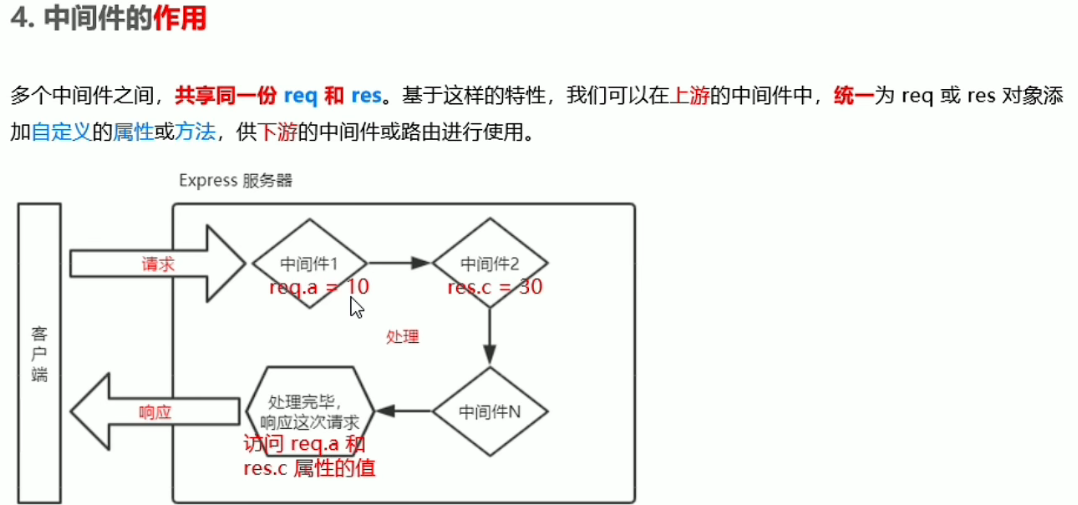 4. 中间件的作用
多个中间件之间，共享同一份 req 和 res。基于这样的特性，我们可以在上游的中间件中，统一为 req 或 res 对象添
加自定义的属性或方法，供下游的中间件或路由进行使用。
Express 服务器
请求
中间件1
req.a = 10
中间件2
res.c = 30
客
户
端
处理
响应
处理完毕，
响应这次请求
访问 req.a 和
res.c 属性的值
中间件N